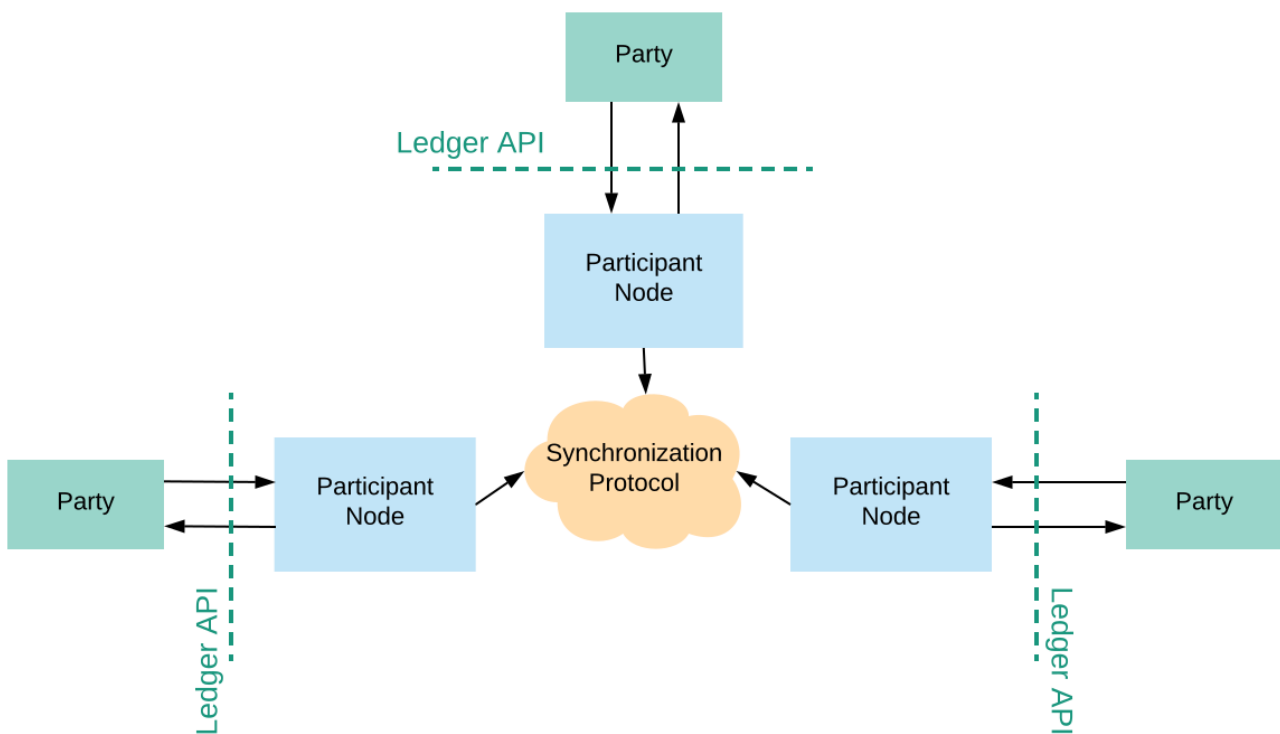 Party
Ledger API
Participant
Node
Synchronization
Protocol
Party
Participant
Node
Ledger API
Participant
Node
Party
Ledger API